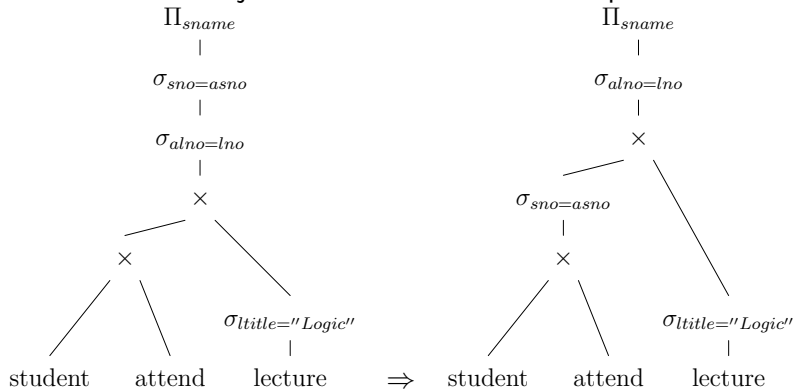 Π_sname Π_sname
σ_sno=asno σ_alno=lno
σ_alno=lno ×
× σ_sno=asno
× ×
σ_ltitle="Logic" σ_ltitle="Logic"
student attend lecture ⇒ student attend lecture